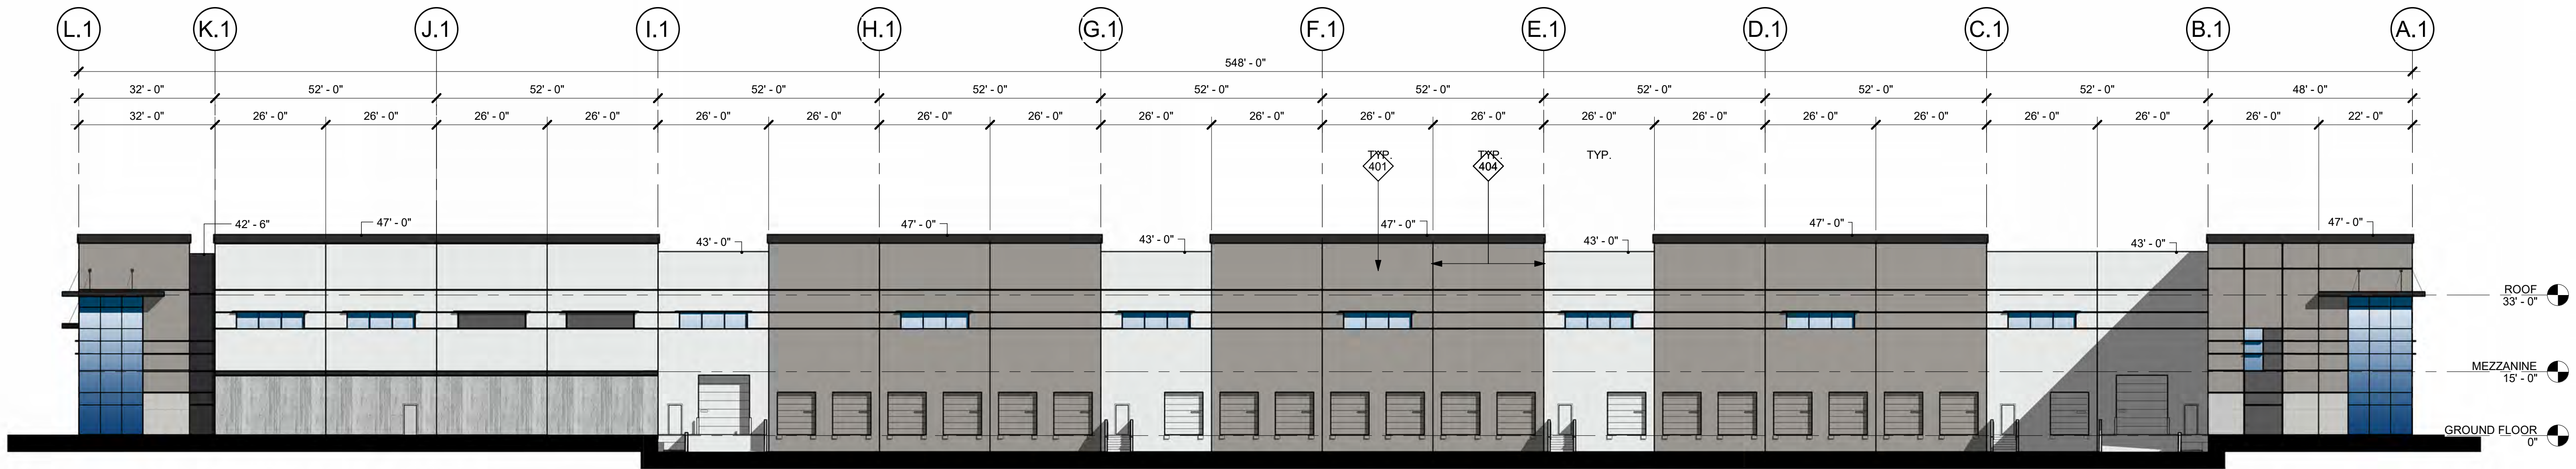 L.1 K.1 J.1 I.1 H.1 G.1 F.1 E.1 D.1 C.1 B.1 A.1
548' - 0"
32' - 0" 52' - 0" 52' - 0" 52' - 0" 52' - 0" 52' - 0" 52' - 0" 52' - 0" 52' - 0" 52' - 0" 48' - 0"
32' - 0" 26' - 0" 26' - 0" 26' - 0" 26' - 0" 26' - 0" 26' - 0" 26' - 0" 26' - 0" 26' - 0" 26' - 0" 26' - 0" 26' - 0" 26' - 0" 26' - 0" 26' - 0" 26' - 0" 26' - 0" 26' - 0" 26' - 0" 22' - 0"
TYP. TYP. TYP.
401 404
42' - 6" 47' - 0" 43' - 0" 47' - 0" 43' - 0" 47' - 0" 43' - 0" 47' - 0" 43' - 0" 47' - 0"
ROOF
33' - 0"
MEZZANINE
15' - 0"
GROUND FLOOR
0"